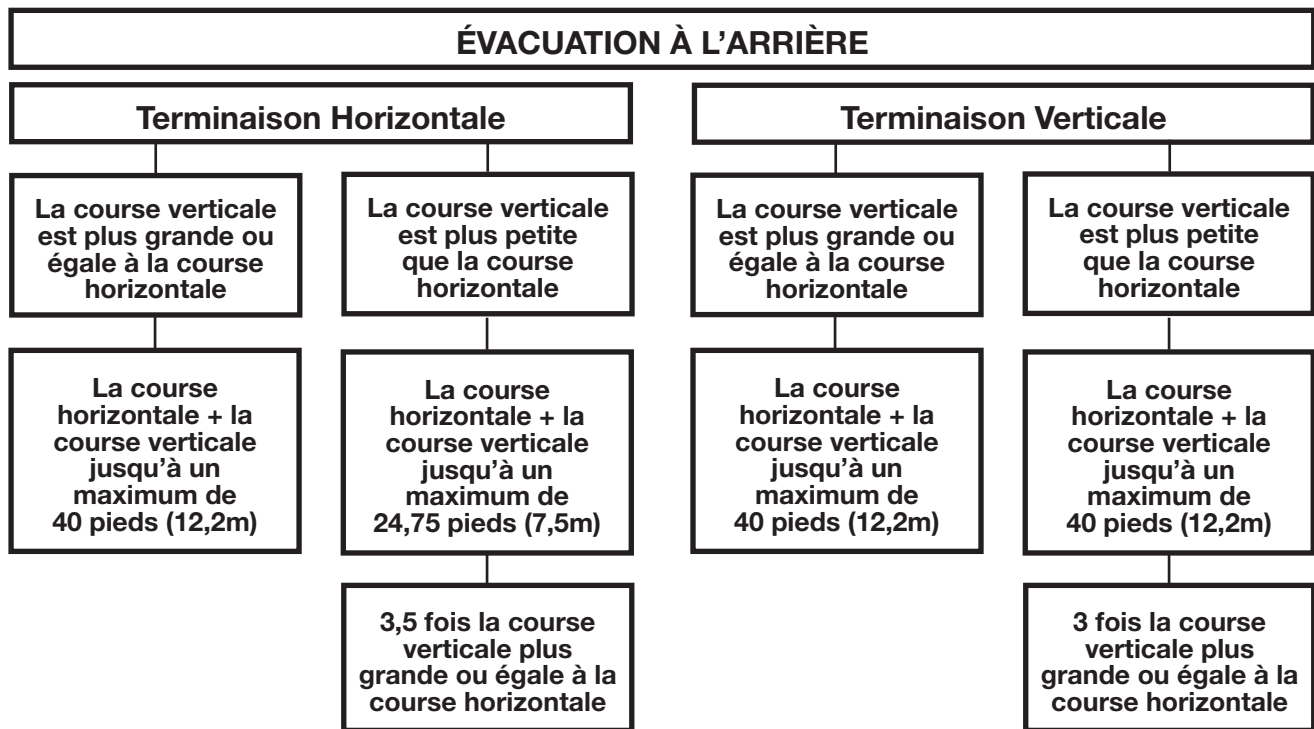 ÉVACUATION À L'ARRIÈRE
Terminaison Horizontale
La course verticale
est plus grande ou
égale à la course
horizontale
La course
horizontale + la
course verticale
jusqu'à un
maximum de
40 pieds (12,2m)
La course verticale
est plus petite
que la course
horizontale
La course
horizontale + la
course verticale
jusqu'à un
maximum de
24,75 pieds (7,5m)
3,5 fois la course
verticale plus
grande ou égale à la
course horizontale
Terminaison Verticale
La course verticale
est plus grande ou
égale à la course
horizontale
La course
horizontale + la
course verticale
jusqu'à un
maximum de
40 pieds (12,2m)
La course verticale
est plus petite
que la course
horizontale
La course
horizontale + la
course verticale
jusqu'à un
maximum de
40 pieds (12,2m)
3 fois la course
verticale plus
grande ou égale à la
course horizontale